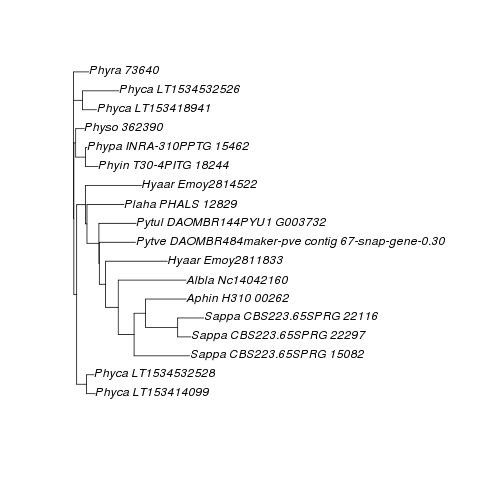 Phyra 73640
Phyca LT1534532526
Phyca LT153418941
Physo 362390
Phypa INRA-310PPTG 15462
Phyin T30-4PITG 18244
Hyaar Emoy2814522
Plaha PHALS 12829
Pytul DAOMBR144PYU1 G003732
Pytve DAOMBR484maker-pve contig 67-snap-gene-0.30
Hyaar Emoy2811833
Albla Nc14042160
Aphin H310 00262
Sappa CBS223.65SPRG 22116
Sappa CBS223.65SPRG 22297
Sappa CBS223.65SPRG 15082
Phyca LT1534532528
Phyca LT153414099